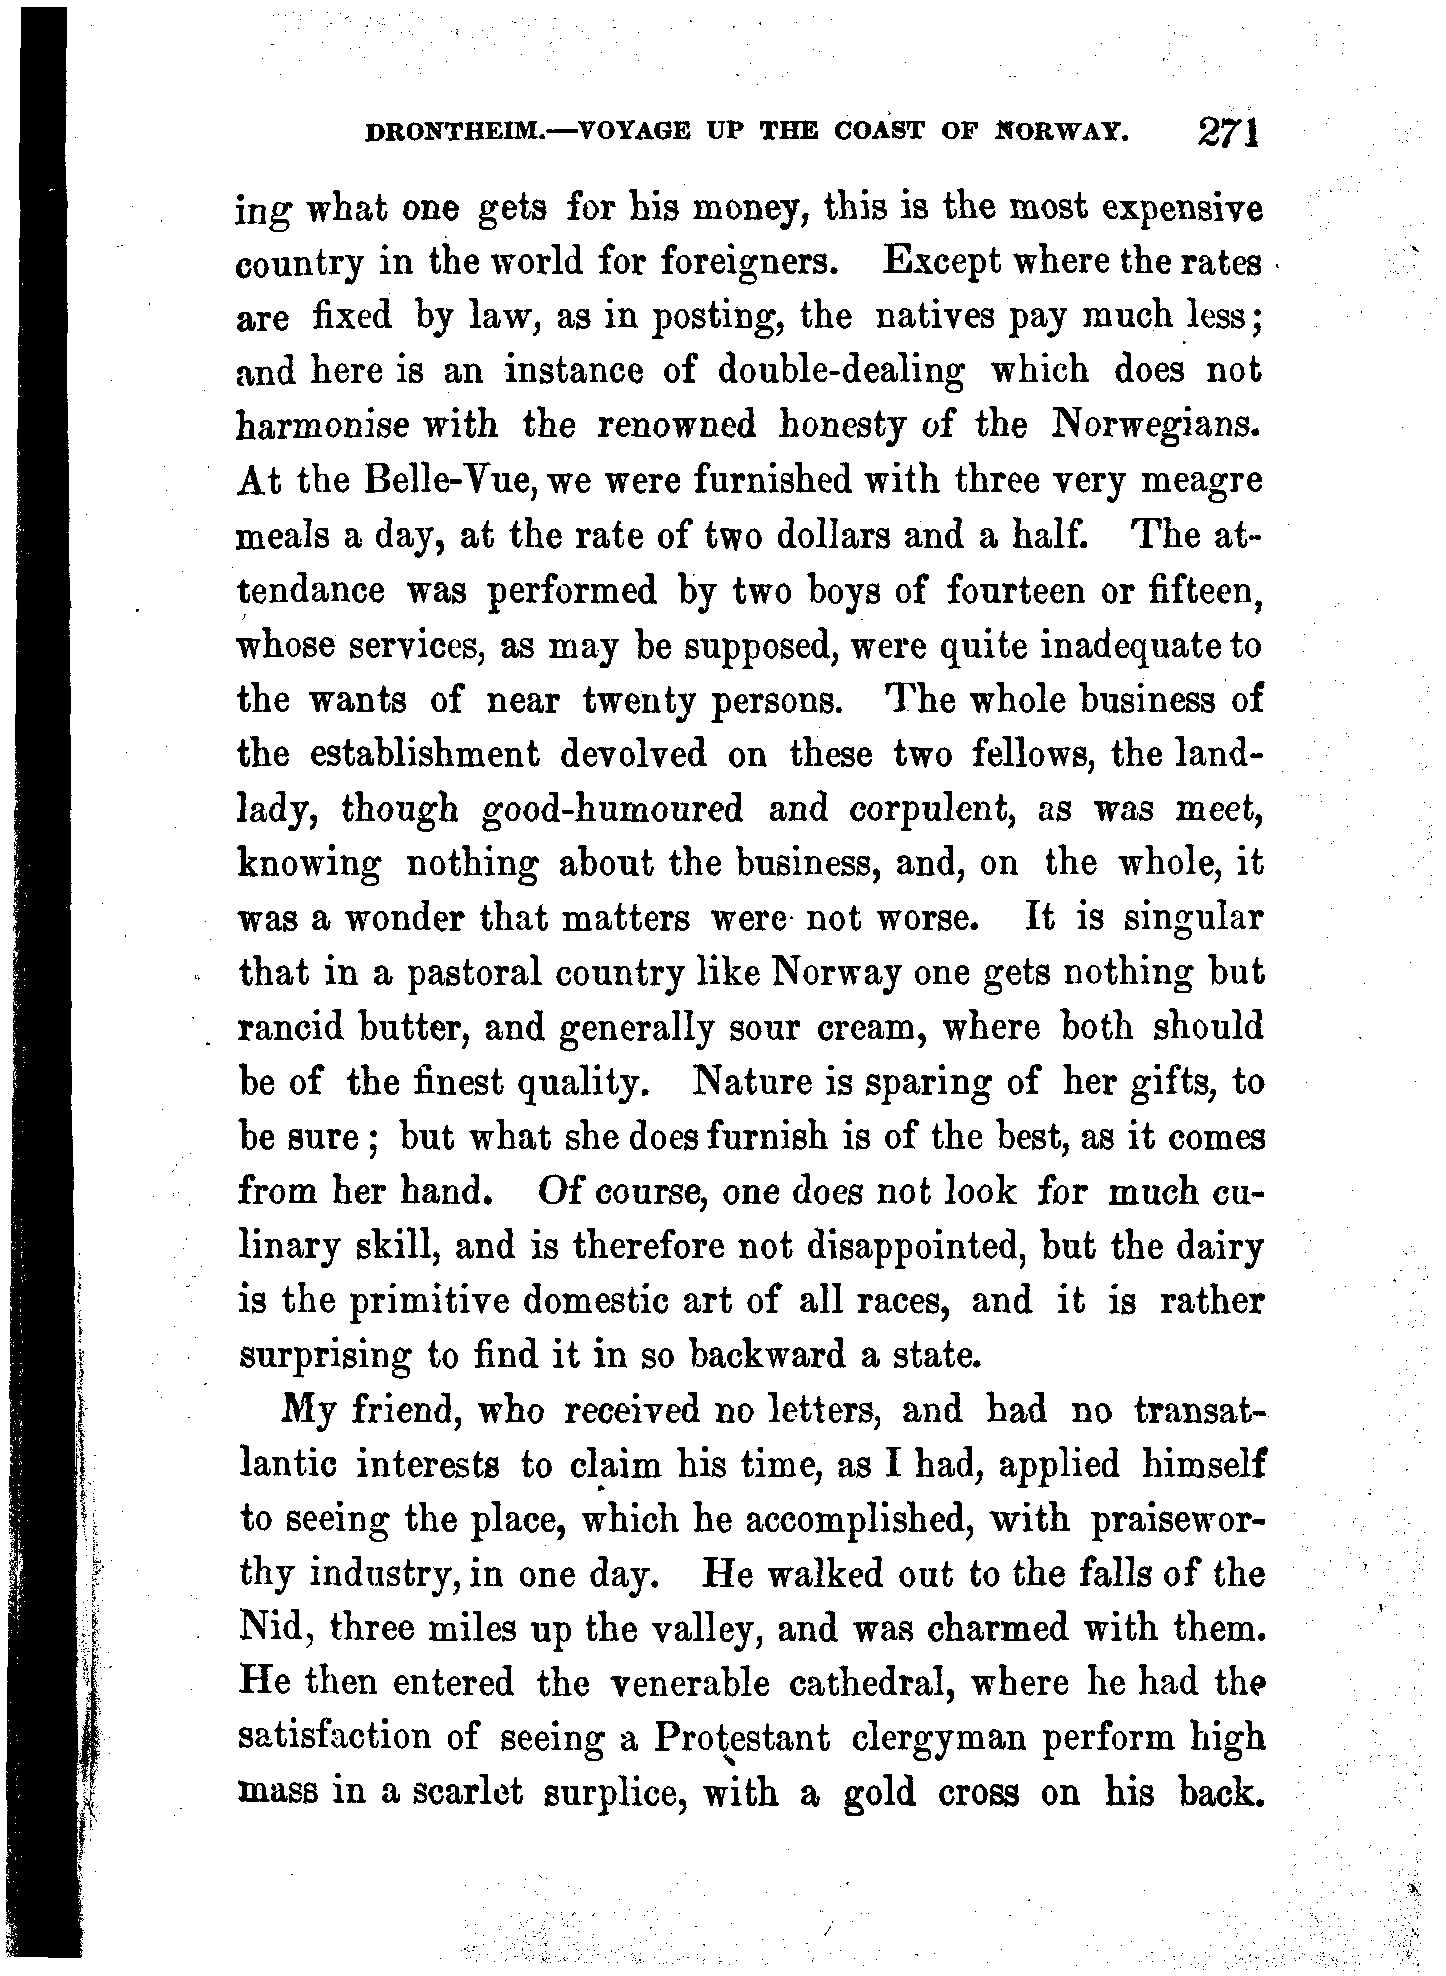 DRONTHEIM.—VOYAGE UP THE COAST OF NORWAY. 271
ing what one gets for his money, this is the most expensive
country in the world for foreigners. Except where the rates
are fixed by law, as in posting, the natives pay much less;
and here is an instance of double-dealing which does not
harmonise with the renowned honesty of the Norwegians.
At the Belle-Vue, we were furnished with three very meagre
meals a day, at the rate of two dollars and a half. The at-
tendance was performed by two boys of fourteen or fifteen,
whose services, as may be supposed, were quite inadequate to
the wants of near twenty persons. The whole business of
the establishment devolved on these two fellows, the land-
lady, though good-humoured and corpulent, as was meet,
knowing nothing about the business, and, on the whole, it
was a wonder that matters were not worse. It is singular
that in a pastoral country like Norway one gets nothing but
rancid butter, and generally sour cream, where both should
be of the finest quality. Nature is sparing of her gifts, to
be sure; but what she does furnish is of the best, as it comes
from her hand. Of course, one does not look for much cu-
linary skill, and is therefore not disappointed, but the dairy
is the primitive domestic art of all races, and it is rather
surprising to find it in so backward a state.
My friend, who received no letters, and had no transat-
lantic interests to claim his time, as I had, applied himself
to seeing the place, which he accomplished, with praisewor-
thy industry, in one day. He walked out to the falls of the
Nid, three miles up the valley, and was charmed with them.
He then entered the venerable cathedral, where he had the
satisfaction of seeing a Protestant clergyman perform high
mass in a scarlet surplice, with a gold cross on his back.